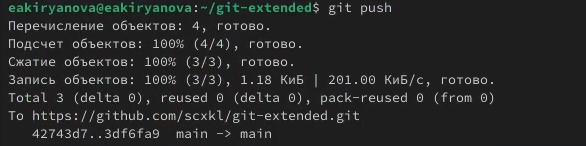 eakiryanova@eakiryanova:~/git-extended$ git push
Перечисление объектов: 4, готово.
Подсчет объектов: 100% (4/4), готово.
Сжатие объектов: 100% (3/3), готово.
Запись объектов: 100% (3/3), 1.18 КиБ | 201.00 КиБ/с, готово.
Total 3 (delta 0), reused 0 (delta 0), pack-reused 0 (from 0)
To https://github.com/scxkl/git-extended.git
   42743d7..3df6fa9  main -> main